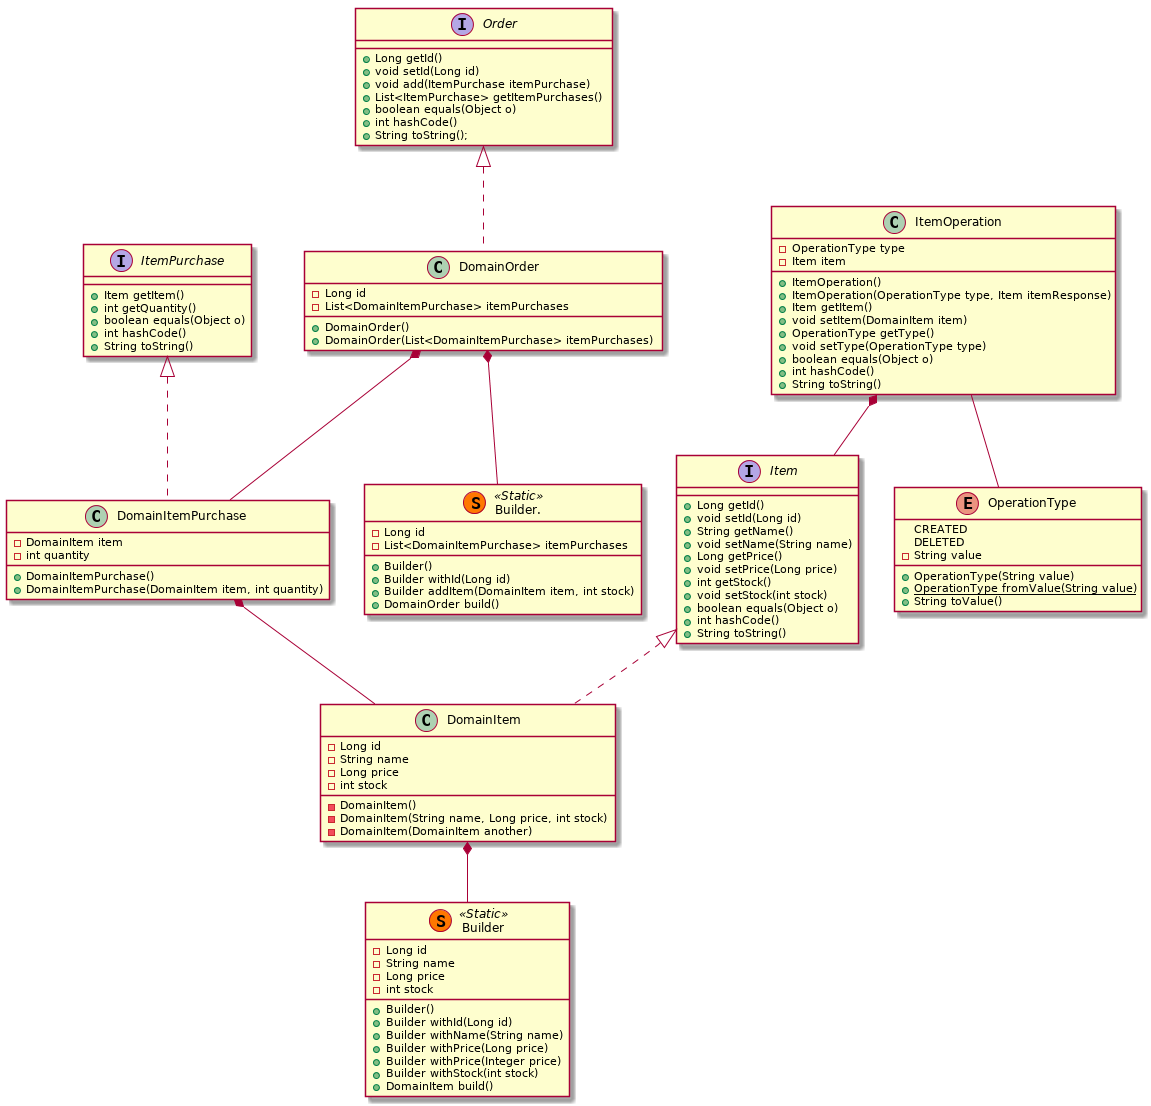 I Order
Long getId()
void setId(Long id)
void add(ItemPurchase itemPurchase)
List<ItemPurchase> getItemPurchases()
boolean equals(Object o)
int hashCode()
String toString();
C ItemOperation
OperationType type
Item item
ItemOperation()
ItemOperation(OperationType type, Item itemResponse)
Item getItem()
void setItem(DomainItem item)
OperationType getType()
void setType(OperationType type)
boolean equals(Object o)
int hashCode()
String toString()
I ItemPurchase
Item getItem()
int getQuantity()
boolean equals(Object o)
int hashCode()
String toString()
C DomainOrder
Long id
List<DomainItemPurchase> itemPurchases
DomainOrder()
DomainOrder(List<DomainItemPurchase> itemPurchases)
C DomainItemPurchase
DomainItem item
int quantity
DomainItemPurchase()
DomainItemPurchase(DomainItem item, int quantity)
S «Static»
Builder.
Long id
List<DomainItemPurchase> itemPurchases
Builder()
Builder withId(Long id)
Builder addItem(DomainItem item, int stock)
DomainOrder build()
I Item
Long getId()
void setId(Long id)
String getName()
void setName(String name)
Long getPrice()
void setPrice(Long price)
int getStock()
void setStock(int stock)
boolean equals(Object o)
int hashCode()
String toString()
E OperationType
CREATED
DELETED
String value
OperationType(String value)
OperationType fromValue(String value)
String toValue()
C DomainItem
Long id
String name
Long price
int stock
DomainItem()
DomainItem(String name, Long price, int stock)
DomainItem(DomainItem another)
S «Static»
Builder
Long id
String name
Long price
int stock
Builder()
Builder withId(Long id)
Builder withName(String name)
Builder withPrice(Long price)
Builder withPrice(Integer price)
Builder withStock(int stock)
DomainItem build()